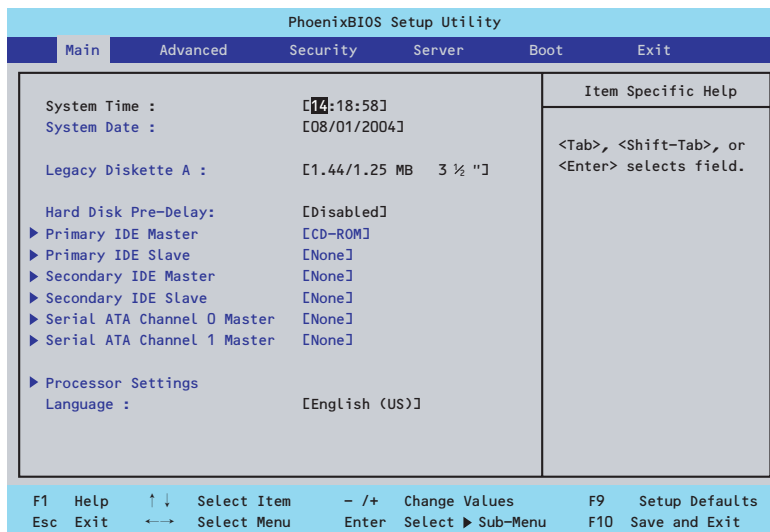 PhoenixBIOS Setup Utility
Main Advanced Security Server Boot Exit
Item Specific Help
System Time : [14:18:58]
System Date : [08/01/2004]
<Tab>, <Shift-Tab>, or
<Enter> selects field.
Legacy Diskette A : [1.44/1.25 MB 3 ½ "]
Hard Disk Pre-Delay: [Disabled]
▶ Primary IDE Master [CD-ROM]
▶ Primary IDE Slave [None]
▶ Secondary IDE Master [None]
▶ Secondary IDE Slave [None]
▶ Serial ATA Channel 0 Master [None]
▶ Serial ATA Channel 1 Master [None]
▶ Processor Settings
Language : [English (US)]
F1 Help ↑↓ Select Item - /+ Change Values F9 Setup Defaults
Esc Exit ←→ Select Menu Enter Select ▶ Sub-Menu F10 Save and Exit